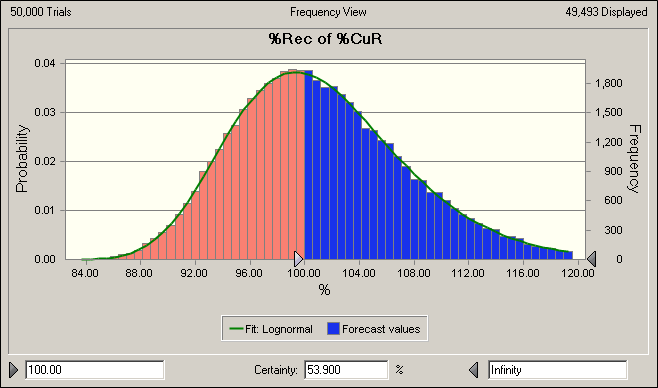 50,000 Trials
Frequency View
49,493 Displayed
%Rec of %CuR
0.04
0.03
0.02
0.01
0.00
Probability
1,800
1,500
1,200
900
600
300
0
Frequency
84.00 88.00 92.00 96.00 100.00 104.00 108.00 112.00 116.00 120.00
%
Fit: Lognormal Forecast values
100.00 Certainty: 53.900 % Infinity